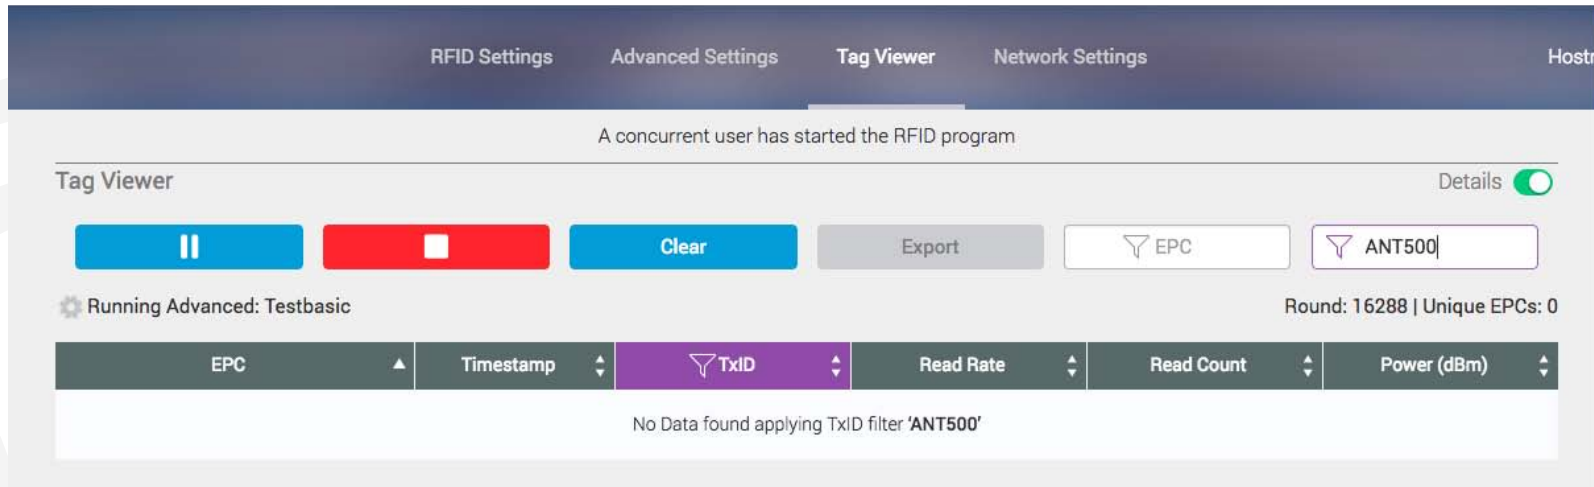 RFID Settings Advanced Settings Tag Viewer Network Settings
A concurrent user has started the RFID program
Tag Viewer Details
Clear Export EPC ANT500
Running Advanced: Testbasic Round: 16288 | Unique EPCs: 0
EPC Timestamp TxID Read Rate Read Count Power (dBm)
No Data found applying TxID filter 'ANT500'